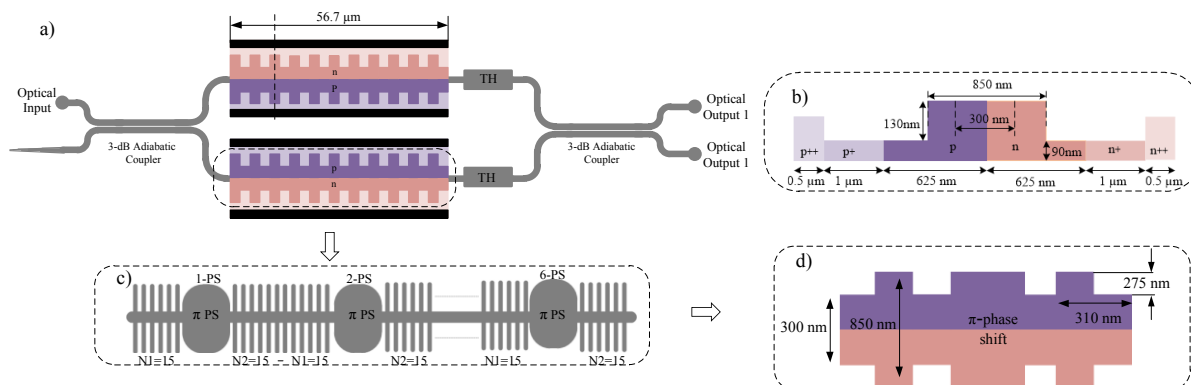 a)
56.7 µm
n
P
TH
Optical
Input
3-dB Adiabatic
Coupler
3-dB Adiabatic
Coupler
Optical
Output 1
Optical
Output 1
p
n
TH
b)
850 nm
130nm
300 nm
p++
p+
p
n
90nm
n+
n++
0.5 µm
1 µm
625 nm
625 nm
1 µm
0.5 µm
c)
1-PS
2-PS
6-PS
π PS
π PS
π PS
N1=15
N2=15 - N1=15
N2=15
N1=15
N2=15
d)
275 nm
300 nm
850 nm
π-phase
shift
310 nm